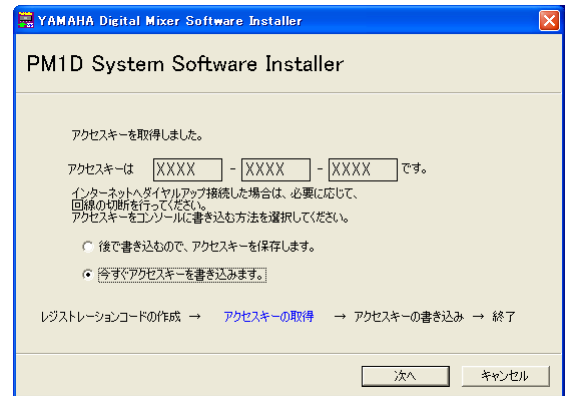 YAMAHA Digital Mixer Software Installer
PM1D System Software Installer
アクセスキーを取得しました。
アクセスキーは XXXX - XXXX - XXXX です。
インターネットへダイヤルアップ接続した場合は、必要に応じて、
回線の切断を行ってください。
アクセスキーをコンソールに書き込む方法を選択してください。
後で書き込むので、アクセスキーを保存します。
今すぐアクセスキーを書き込みます。
レジストレーションコードの作成 → アクセスキーの取得 → アクセスキーの書き込み → 終了
次へ キャンセル